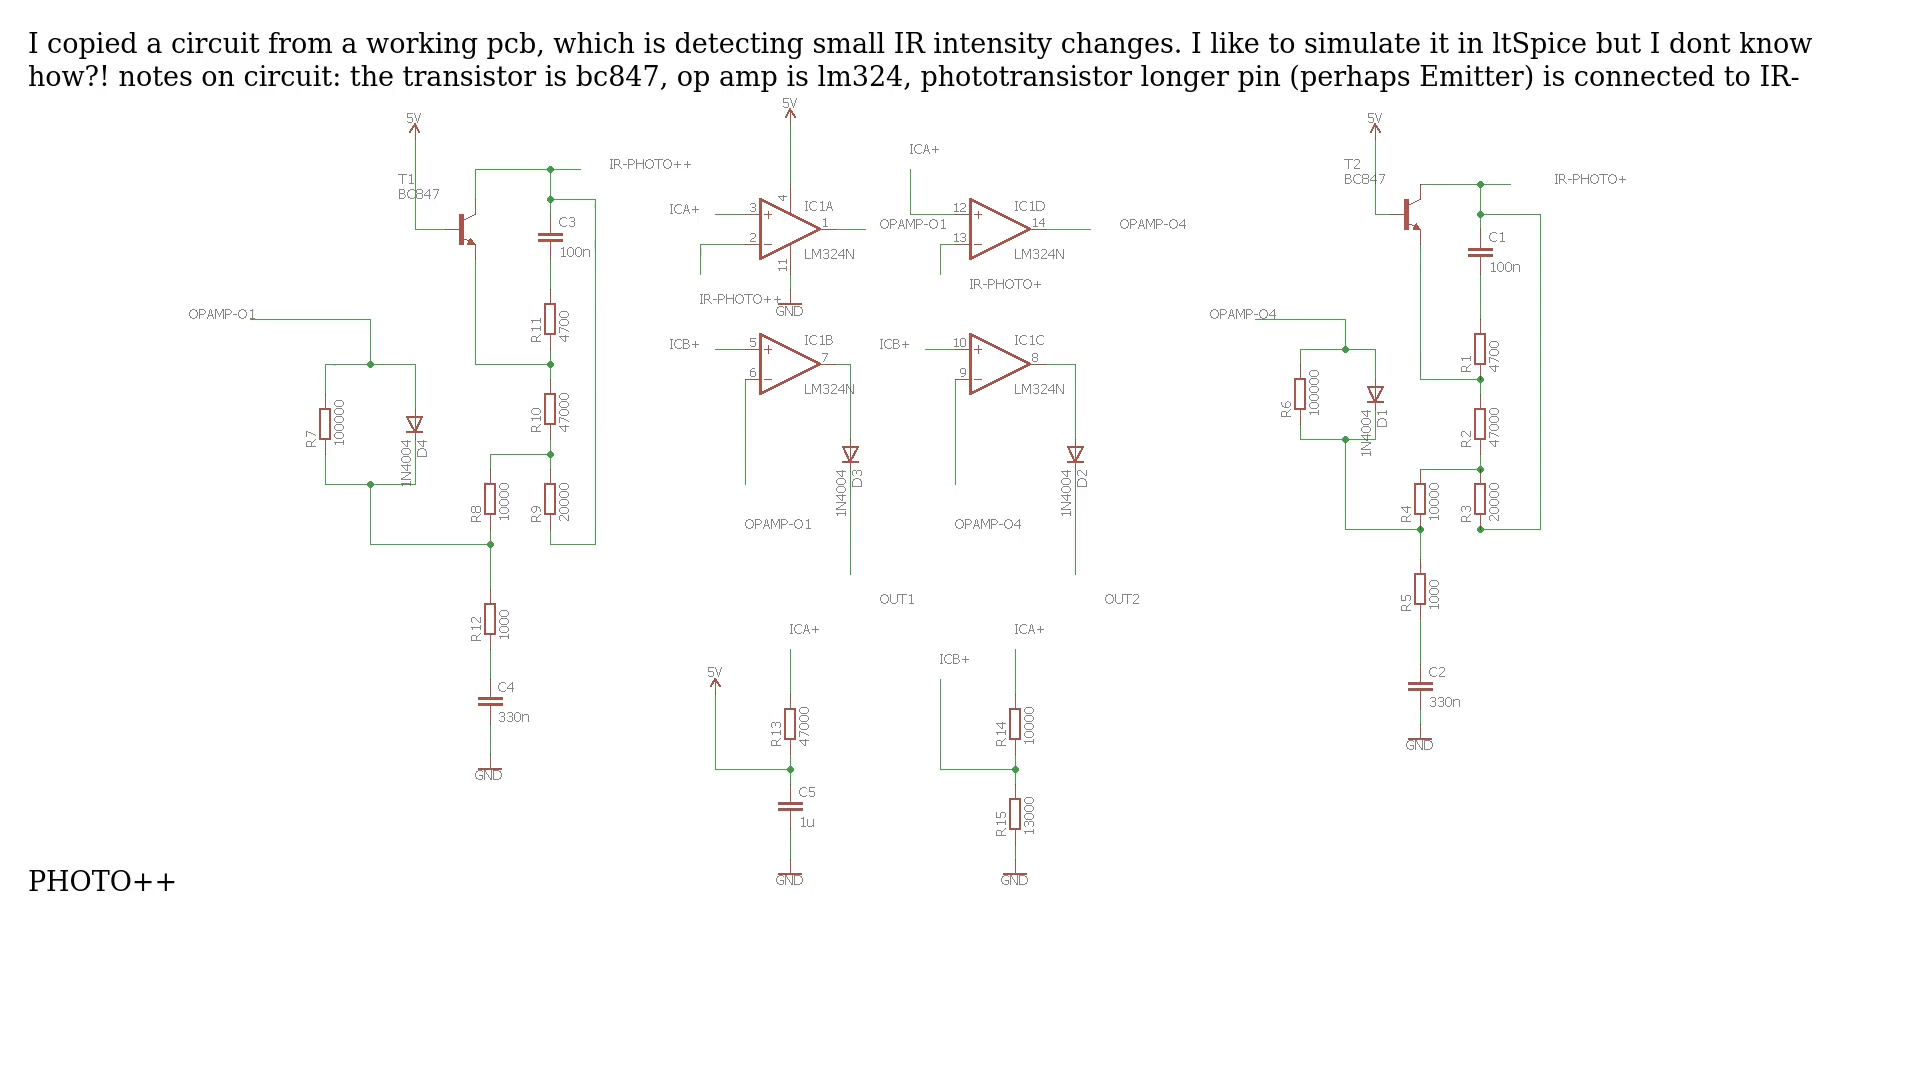 I copied a circuit from a working pcb, which is detecting small IR intensity changes. I like to simulate it in ltSpice but I dont know
how?! notes on circuit: the transistor is bc847, op amp is lm324, phototransistor longer pin (perhaps Emitter) is connected to IR-
5V
T1
BC847
IR-PHOTO++
C3
100n
R11
4700
OPAMP-O1
R7
100000
1N4004
D4
R10
47000
R8
10000
R9
20000
R12
1000
C4
330n
GND
5V
ICA+
3
2
4
11
1
IC1A
LM324N
OPAMP-O1
IR-PHOTO++
GND
ICA+
12
13
14
IC1D
LM324N
OPAMP-O4
IR-PHOTO+
ICB+
5
6
7
IC1B
LM324N
1N4004
D3
OPAMP-O1
OUT1
ICB+
10
9
8
IC1C
LM324N
1N4004
D2
OPAMP-O4
OUT2
ICA+
5V
R13
47000
C5
1u
GND
ICA+
ICB+
R14
10000
R15
13000
GND
5V
T2
BC847
IR-PHOTO+
C1
100n
R1
4700
OPAMP-O4
R6
100000
1N4004
D1
R2
47000
R4
10000
R3
20000
R5
1000
C2
330n
GND
PHOTO++